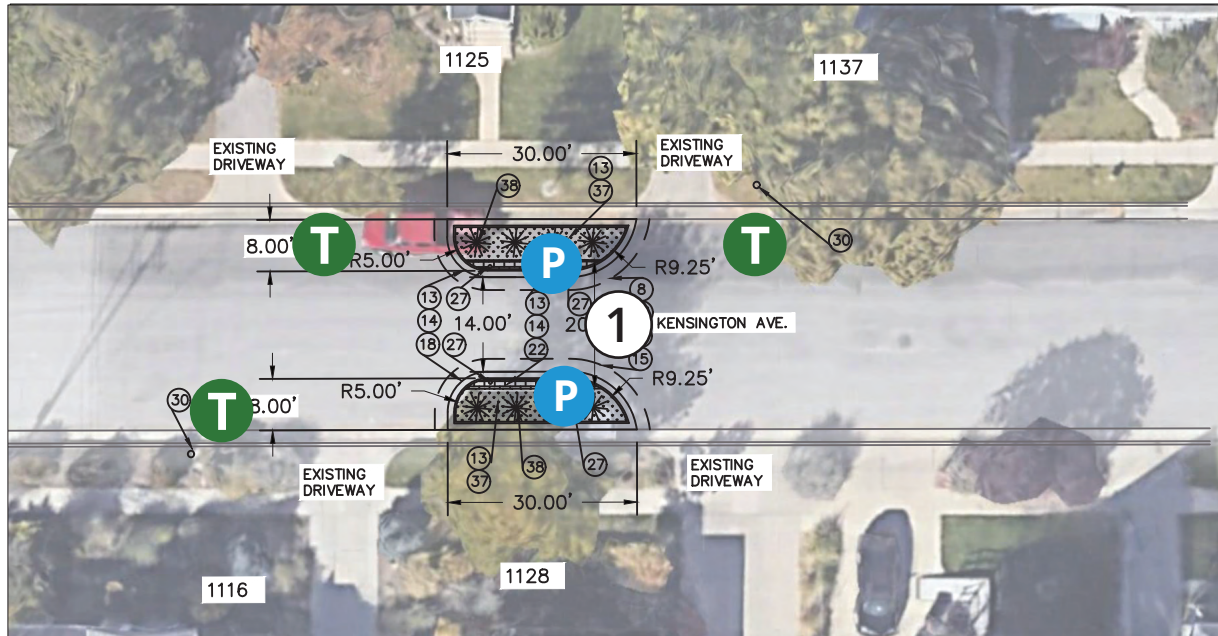 1125
1137
EXISTING
DRIVEWAY
30.00'
EXISTING
DRIVEWAY
13
38
37
T
T
30
8.00'
R5.00'
P
R9.25'
13
27
13
27
8
14
14.00'
14
20
1
KENSINGTON AVE.
18
27
22
15
R5.00'
R9.25'
30
T
8.00'
P
13
37
38
27
EXISTING
DRIVEWAY
EXISTING
DRIVEWAY
30.00'
1116
1128